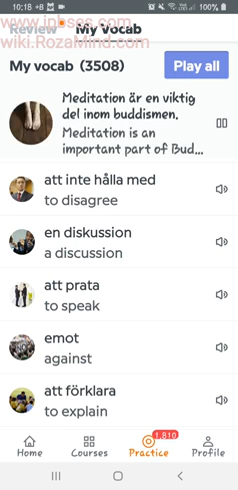 10:18 +B
100%
www.inloses.com
Review My Vocab
wiki.RozaMind.com
My vocab (3508) Play all
Meditation är en viktig
del inom buddismen.
Meditation is an
important part of Bud...
att inte hålla med
to disagree
en diskussion
a discussion
att prata
to speak
emot
against
att förklara
to explain
1,810
Home Courses Practice Profile